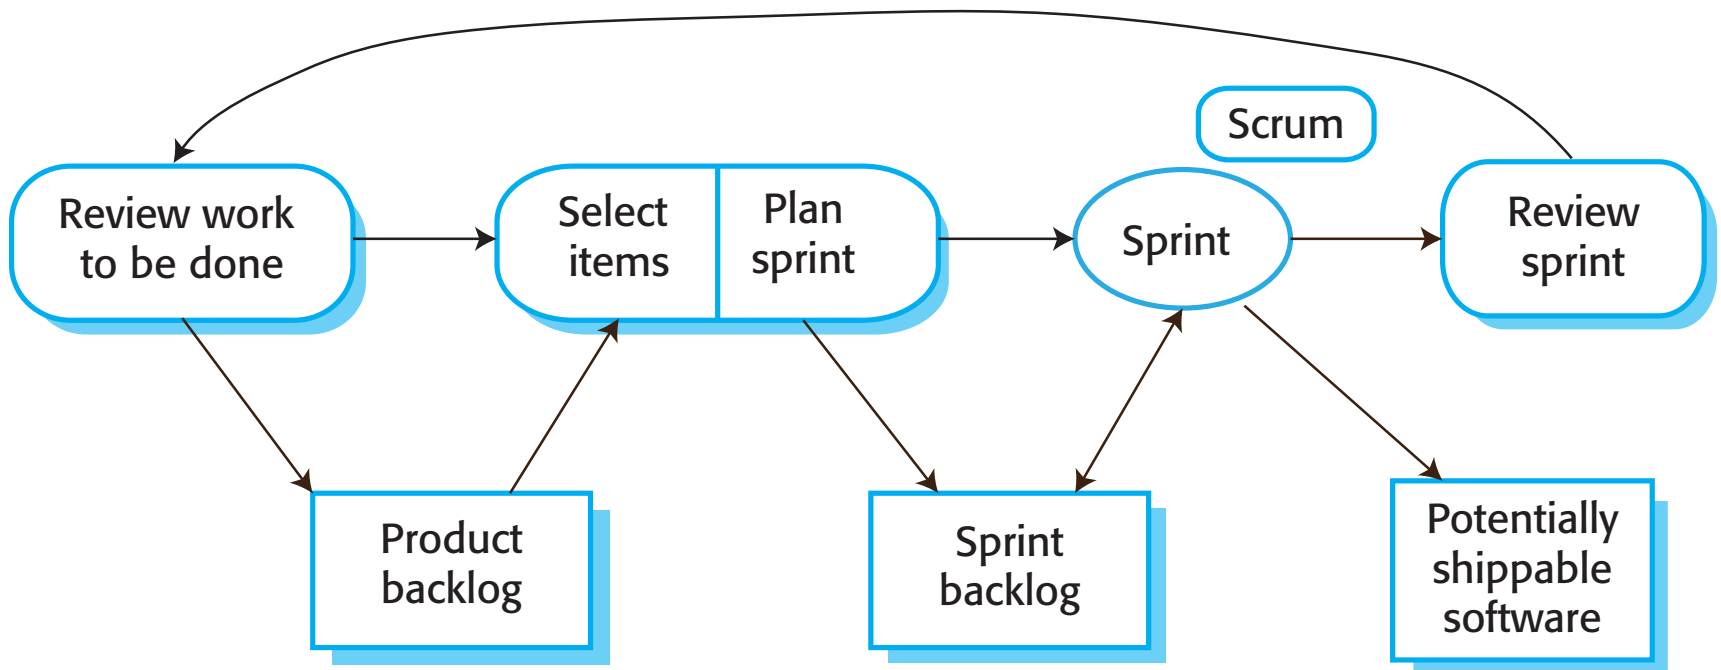 Scrum
Review work
to be done
Select
items
Plan
sprint
Sprint
Review
sprint
Product
backlog
Sprint
backlog
Potentially
shippable
software